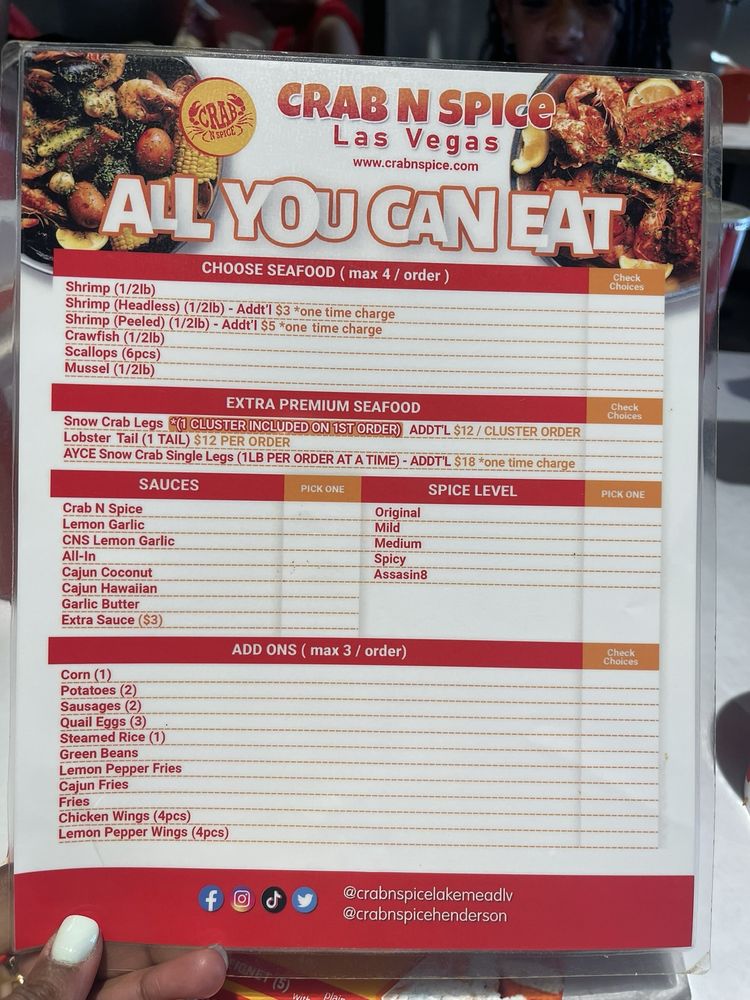 CRAB
N SPICE
CRAB N SPICE
Las Vegas
www.crabnspice.com
ALL YOU CAN EAT
CHOOSE SEAFOOD ( max 4 / order )
Check Choices
Shrimp (1/2lb)
Shrimp (Headless) (1/2lb) - Addt'l $3 *one time charge
Shrimp (Peeled) (1/2lb) - Addt'l $5 *one time charge
Crawfish (1/2lb)
Scallops (6pcs)
Mussel (1/2lb)
EXTRA PREMIUM SEAFOOD
Check Choices
Snow Crab Legs *(1 CLUSTER INCLUDED ON 1ST ORDER) ADDT'L $12 / CLUSTER ORDER
Lobster Tail (1 TAIL) $12 PER ORDER
AYCE Snow Crab Single Legs (1LB PER ORDER AT A TIME) - ADDT'L $18 *one time charge
SAUCES
PICK ONE
Crab N Spice
Lemon Garlic
CNS Lemon Garlic
All-In
Cajun Coconut
Cajun Hawaiian
Garlic Butter
Extra Sauce ($3)
SPICE LEVEL
PICK ONE
Original
Mild
Medium
Spicy
Assasin8
ADD ONS ( max 3 / order)
Check Choices
Corn (1)
Potatoes (2)
Sausages (2)
Quail Eggs (3)
Steamed Rice (1)
Green Beans
Lemon Pepper Fries
Cajun Fries
Fries
Chicken Wings (4pcs)
Lemon Pepper Wings (4pcs)
@crabnspicelakemeadlv
@crabnspicehenderson